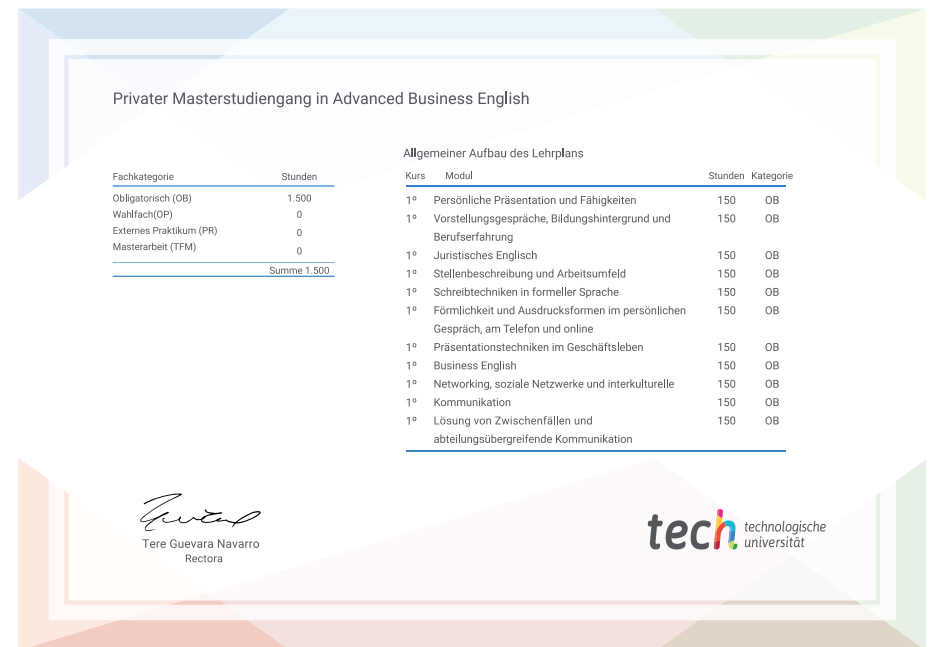 Privater Masterstudiengang in Advanced Business English
Fachkategorie Stunden
Obligatorisch (OB) 1.500
Wahlfach(OP) 0
Externes Praktikum (PR) 0
Masterarbeit (TFM) 0
Summe 1.500
Allgemeiner Aufbau des Lehrplans
Kurs Modul Stunden Kategorie
1º Persönliche Präsentation und Fähigkeiten 150 OB
1º Vorstellungsgespräche, Bildungshintergrund und 150 OB
Berufserfahrung
1º Juristisches Englisch 150 OB
1º Stellenbeschreibung und Arbeitsumfeld 150 OB
1º Schreibtechniken in formeller Sprache 150 OB
1º Förmlichkeit und Ausdrucksformen im persönlichen 150 OB
Gespräch, am Telefon und online
1º Präsentationstechniken im Geschäftsleben 150 OB
1º Business English 150 OB
1º Networking, soziale Netzwerke und interkulturelle 150 OB
1º Kommunikation 150 OB
1º Lösung von Zwischenfällen und 150 OB
abteilungsübergreifende Kommunikation
Tere Guevara Navarro
Rectora
tech technologische
universität